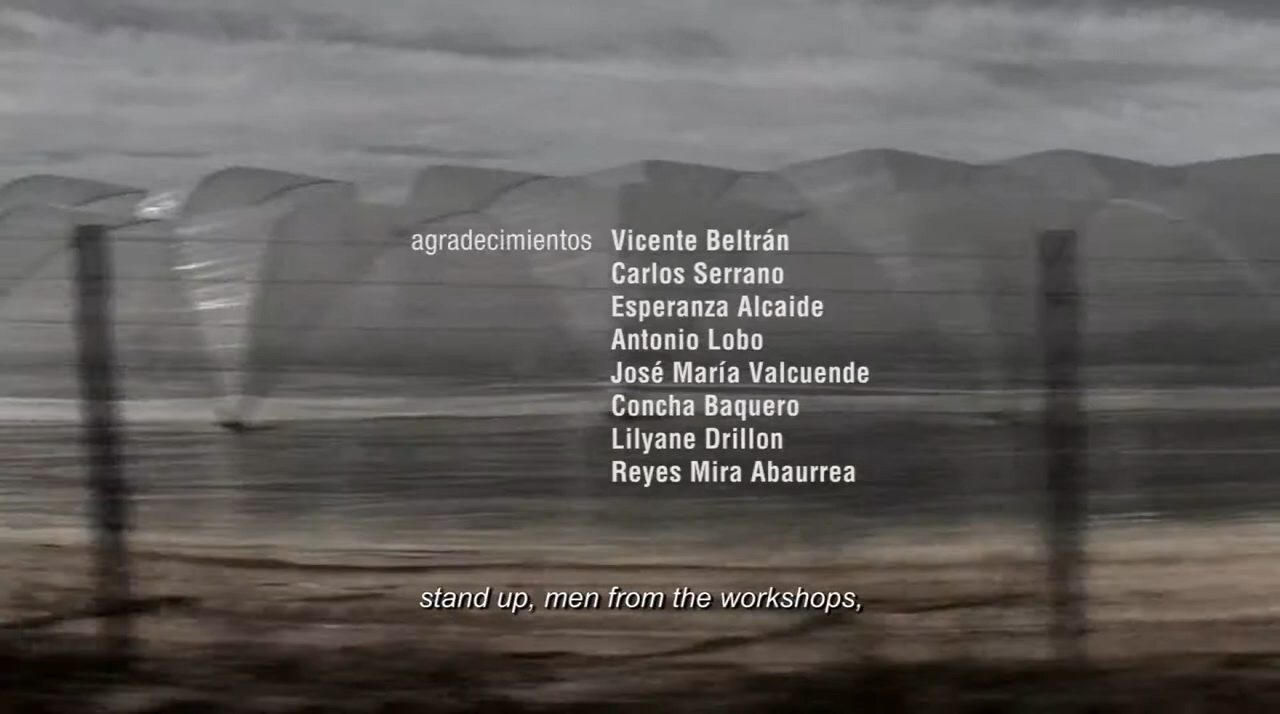 agradecimientos Vicente Beltrán
Carlos Serrano
Esperanza Alcaide
Antonio Lobo
José María Valcuende
Concha Baquero
Lilyane Drillon
Reyes Mira Abaurrea
stand up, men from the workshops,